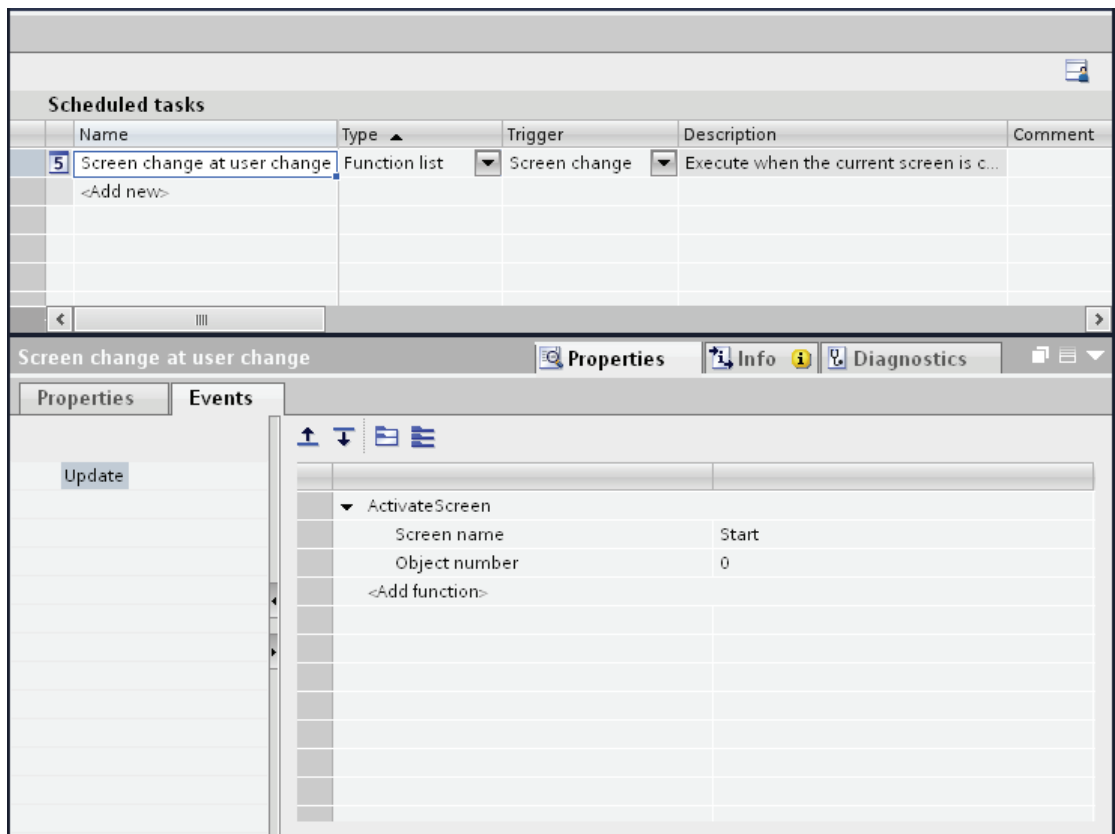 Scheduled tasks
Name Type Trigger Description Comment
5 Screen change at user change Function list Screen change Execute when the current screen is c...
<Add new>
Screen change at user change Properties Info Diagnostics
Properties Events
Update
ActivateScreen
Screen name Start
Object number 0
<Add function>